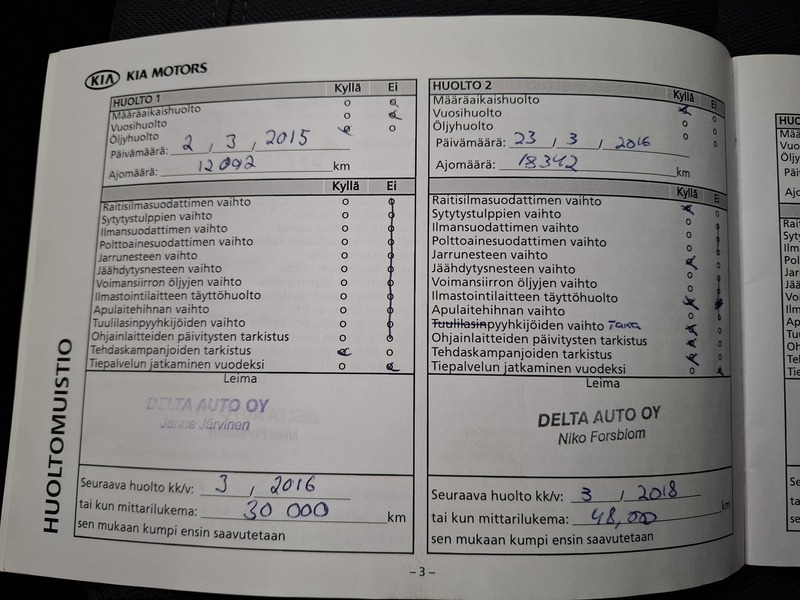 KIA KIA MOTORS
HUOLTO 1 Kyllä Ei
Määräaikaishuolto
Vuosihuolto
Öljyhuolto
Päivämäärä: 2, 3, 2015
Ajomäärä: 12092 km
Kyllä Ei
Raitisilmasuodattimen vaihto
Sytytystulppien vaihto
Ilmansuodattimen vaihto
Polttoainesuodattimen vaihto
Jarrunesteen vaihto
Jäähdytysnesteen vaihto
Voimansiirron öljyjen vaihto
Ilmastointilaitteen täyttöhuolto
Apulaitehihnan vaihto
Tuulilasinpyyhkijöiden vaihto
Ohjainlaitteiden päivitysten tarkistus
Tehdaskampanjoiden tarkistus
Tiepalvelun jatkaminen vuodeksi
Leima
DELTA AUTO OY
Janne Järvinen
Seuraava huolto kk/v: 3, 2016
tai kun mittarilukema: 30 000 km
sen mukaan kumpi ensin saavutetaan
HUOLTO 2 Kyllä Ei
Määräaikaishuolto
Vuosihuolto
Öljyhuolto
Päivämäärä: 23 / 3 / 2016
Ajomäärä: 18342 km
Kyllä Ei
Raitisilmasuodattimen vaihto
Sytytystulppien vaihto
Ilmansuodattimen vaihto
Polttoainesuodattimen vaihto
Jarrunesteen vaihto
Jäähdytysnesteen vaihto
Voimansiirron öljyjen vaihto
Ilmastointilaitteen täyttöhuolto
Apulaitehihnan vaihto
Tuulilasinpyyhkijöiden vaihto Taka
Ohjainlaitteiden päivitysten tarkistus
Tehdaskampanjoiden tarkistus
Tiepalvelun jatkaminen vuodeksi
Leima
DELTA AUTO OY
Niko Forsblom
Seuraava huolto kk/v: 3, 2018
tai kun mittarilukema: 48,000 km
sen mukaan kumpi ensin saavutetaan
HUOLTOMUISTIO
– 3 –